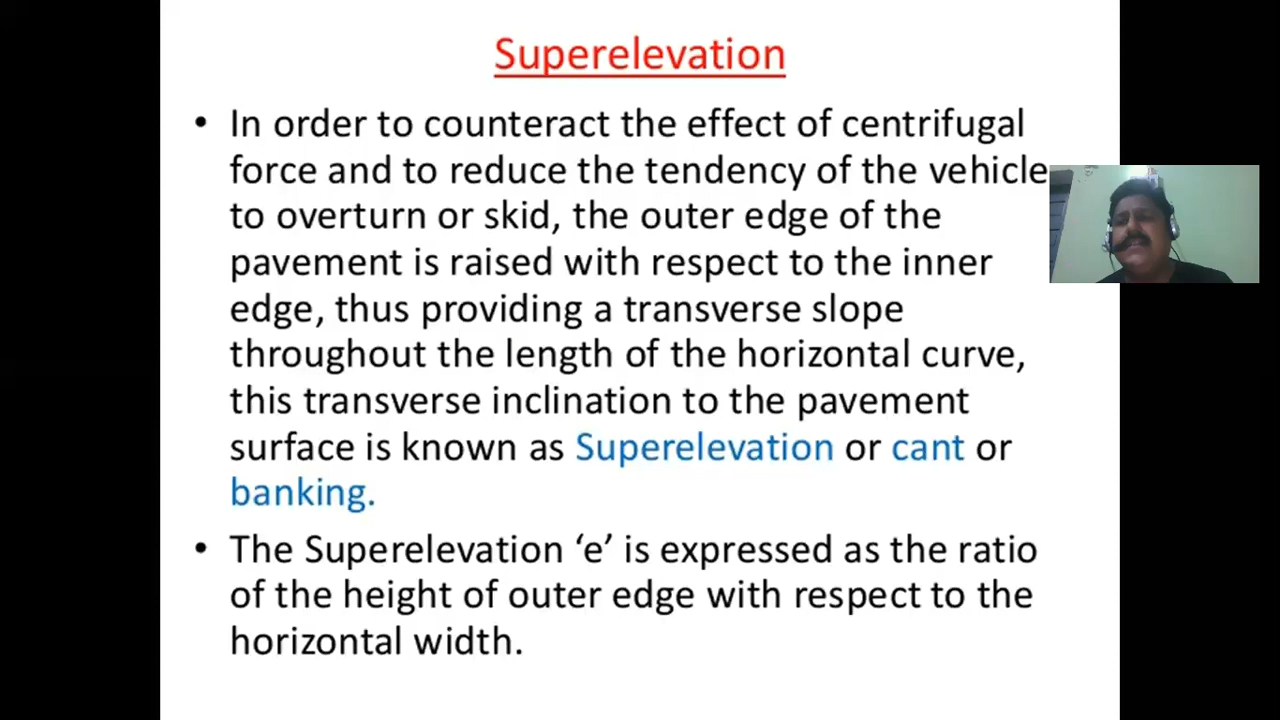 Superelevation
• In order to counteract the effect of centrifugal
force and to reduce the tendency of the vehicle
to overturn or skid, the outer edge of the
pavement is raised with respect to the inner
edge, thus providing a transverse slope
throughout the length of the horizontal curve,
this transverse inclination to the pavement
surface is known as Superelevation or cant or
banking.
• The Superelevation ‘e’ is expressed as the ratio
of the height of outer edge with respect to the
horizontal width.